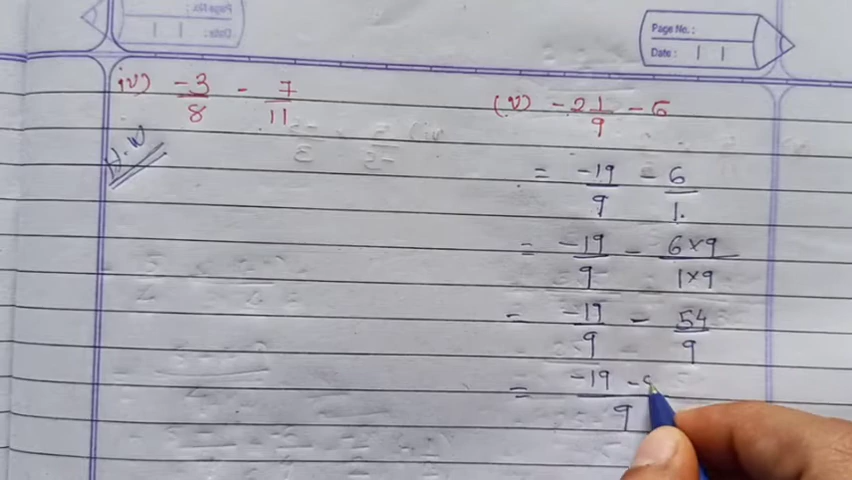 Page No.:
Date:
iv) -3/8 - 7/11
H.W
(v) -2 1/9 - 6
= -19/9 - 6/1.
= -19/9 - 6×9/1×9
= -19/9 - 54/9
= -19 - /9